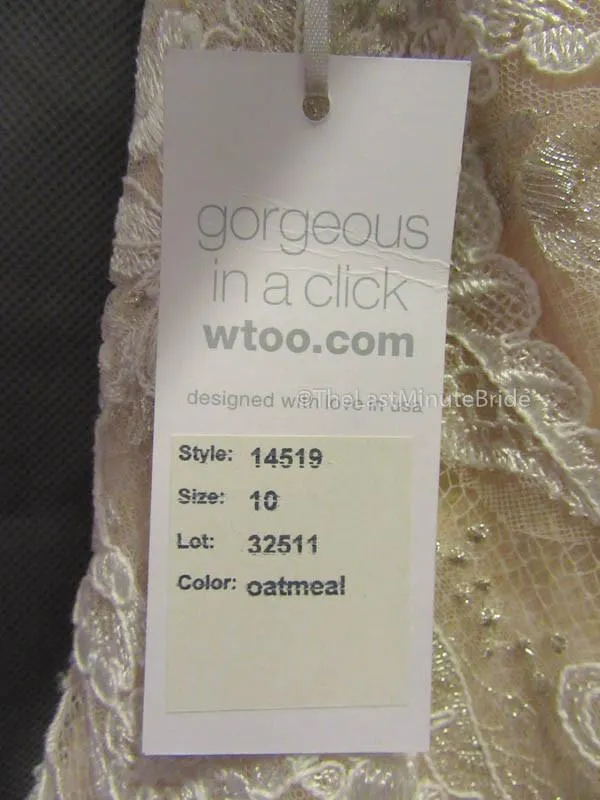 gorgeous
in a click
wtoo.com
designed with love in usa
@TheLastMinuteBride
Style: 14519
Size: 10
Lot: 32511
Color: oatmeal